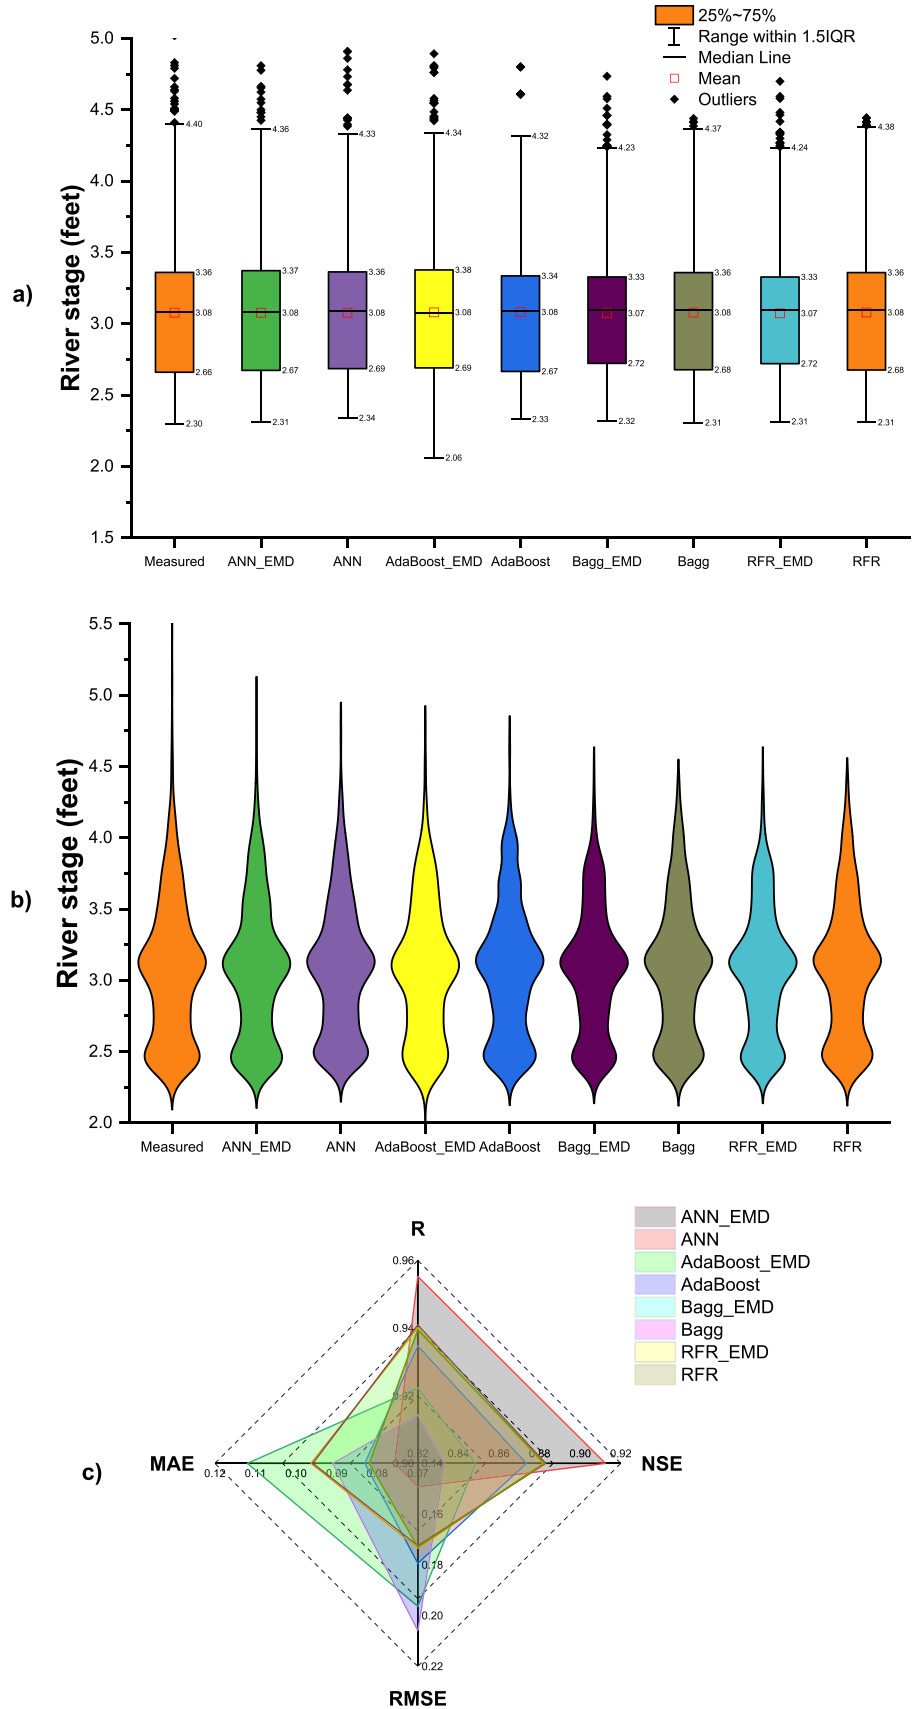 25%~75%
Range within 1.5IQR
Median Line
Mean
Outliers
a)
River stage (feet)
5.0
4.5
4.0
3.5
3.0
2.5
2.0
1.5
4.40
4.36
4.33
4.34
4.32
4.23
4.37
4.24
4.38
3.36
3.37
3.36
3.38
3.34
3.33
3.36
3.33
3.36
3.08
3.08
3.08
3.08
3.08
3.07
3.08
3.07
3.08
2.66
2.67
2.69
2.69
2.67
2.72
2.68
2.72
2.68
2.30
2.31
2.34
2.06
2.33
2.32
2.31
2.31
2.31
Measured ANN_EMD ANN AdaBoost_EMD AdaBoost Bagg_EMD Bagg RFR_EMD RFR
b)
River stage (feet)
5.5
5.0
4.5
4.0
3.5
3.0
2.5
2.0
Measured ANN_EMD ANN AdaBoost_EMD AdaBoost Bagg_EMD Bagg RFR_EMD RFR
c)
R
0.96
0.94
0.92
0.90
NSE
0.82 0.84 0.86 0.88 0.90 0.92
MAE
0.12 0.11 0.10 0.09 0.08 0.07
RMSE
0.14
0.16
0.18
0.20
0.22
ANN_EMD
ANN
AdaBoost_EMD
AdaBoost
Bagg_EMD
Bagg
RFR_EMD
RFR